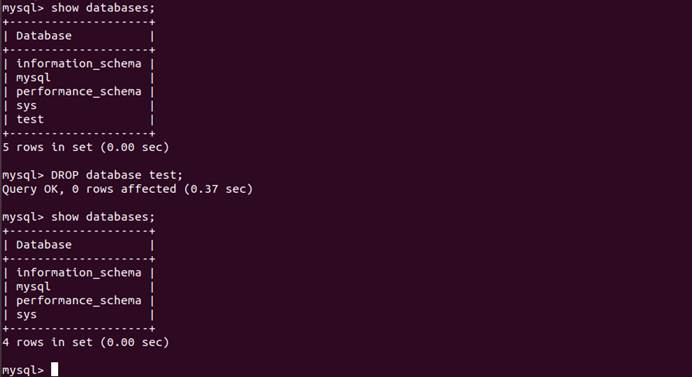 mysql> show databases;
+--------------------+
| Database           |
+--------------------+
| information_schema |
| mysql              |
| performance_schema |
| sys                |
| test               |
+--------------------+
5 rows in set (0.00 sec)
mysql> DROP database test;
Query OK, 0 rows affected (0.37 sec)
mysql> show databases;
+--------------------+
| Database           |
+--------------------+
| information_schema |
| mysql              |
| performance_schema |
| sys                |
+--------------------+
4 rows in set (0.00 sec)
mysql>